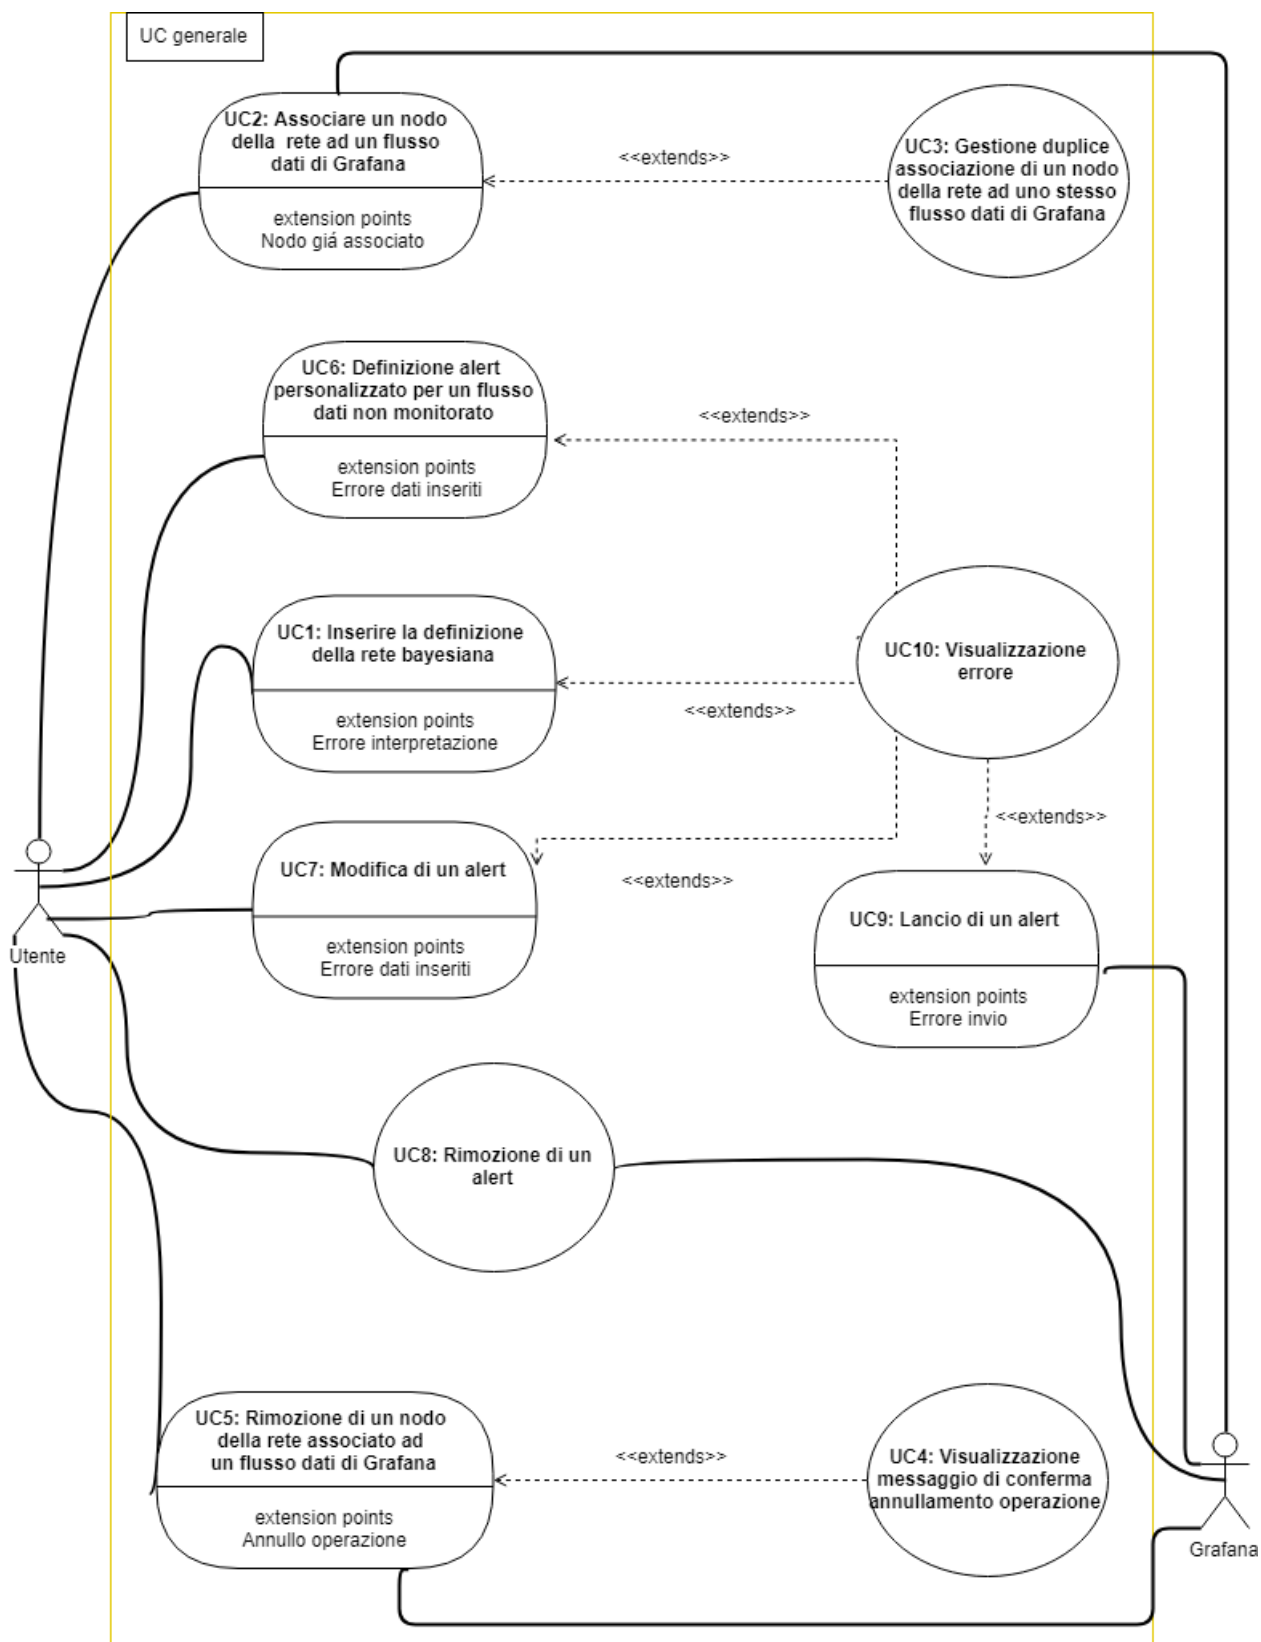 UC generale
UC2: Associare un nodo
della rete ad un flusso
dati di Grafana
extension points
Nodo giá associato
<<extends>>
UC3: Gestione duplice
associazione di un nodo
della rete ad uno stesso
flusso dati di Grafana
UC6: Definizione alert
personalizzato per un flusso
dati non monitorato
extension points
Errore dati inseriti
<<extends>>
UC1: Inserire la definizione
della rete bayesiana
extension points
Errore interpretazione
<<extends>>
UC10: Visualizzazione
errore
<<extends>>
UC7: Modifica di un alert
extension points
Errore dati inseriti
<<extends>>
UC9: Lancio di un alert
extension points
Errore invio
Utente
UC8: Rimozione di un
alert
UC5: Rimozione di un nodo
della rete associato ad
un flusso dati di Grafana
extension points
Annullo operazione
<<extends>>
UC4: Visualizzazione
messaggio di conferma
annullamento operazione
Grafana